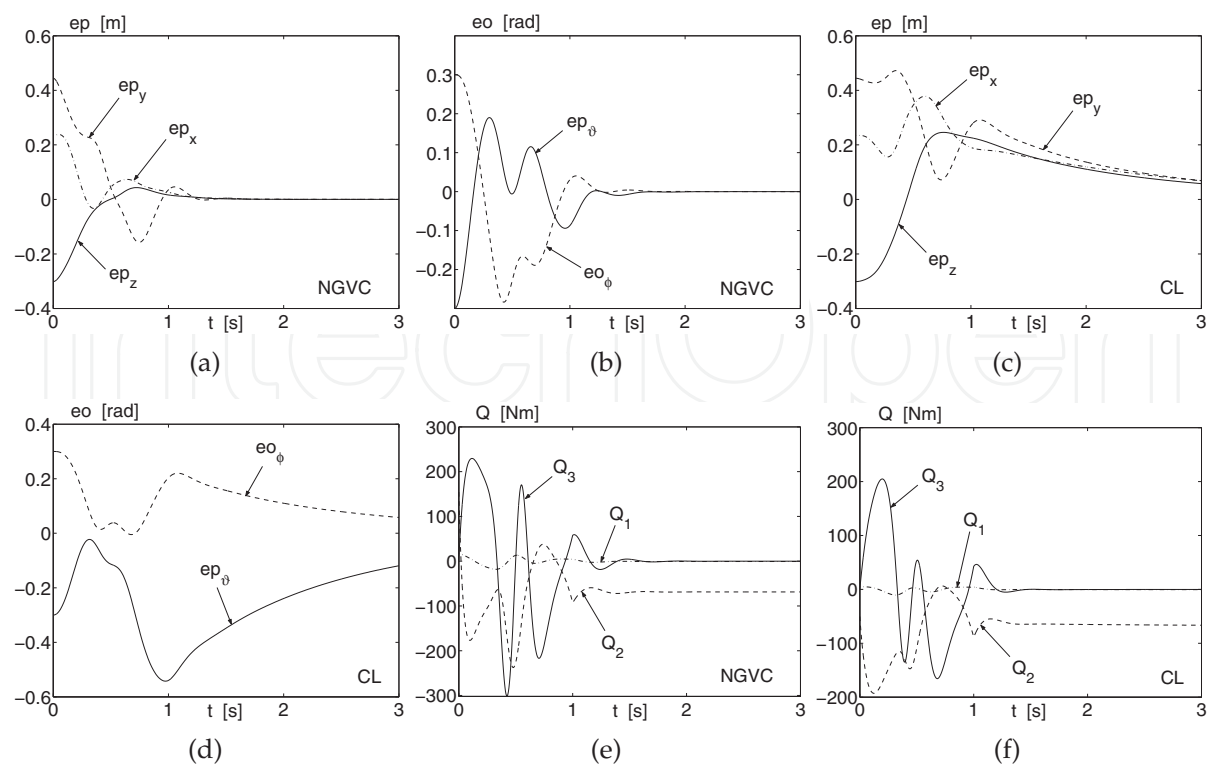 ep [m]
0.6
0.4
0.2
0
−0.2
−0.4
0
1
2
3
t [s]
ep_y
ep_x
ep_z
NGVC
(a)
eo [rad]
0.3
0.2
0.1
0
−0.1
−0.2
0
1
2
3
t [s]
ep_ϑ
eo_ϕ
NGVC
(b)
ep [m]
0.6
0.4
0.2
0
−0.2
−0.4
0
1
2
3
t [s]
ep_x
ep_y
ep_z
CL
(c)
InTechOpen
eo [rad]
0.4
0.2
0
−0.2
−0.4
−0.6
0
1
2
3
t [s]
eo_ϕ
ep_ϑ
CL
(d)
Q [Nm]
300
200
100
0
−100
−200
−300
0
1
2
3
t [s]
Q_3
Q_1
Q_2
NGVC
(e)
Q [Nm]
300
200
100
0
−100
−200
0
1
2
3
t [s]
Q_3
Q_1
Q_2
CL
(f)